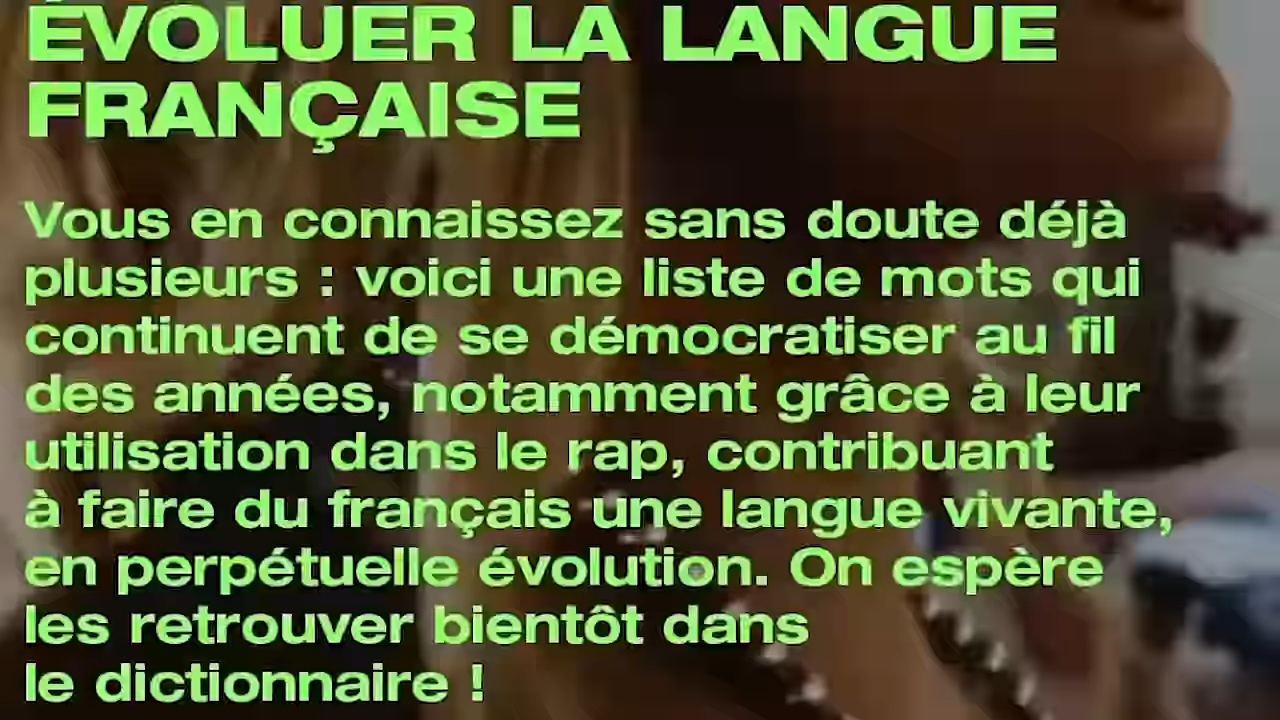 ÉVOLUER LA LANGUE
FRANÇAISE
Vous en connaissez sans doute déjà
plusieurs : voici une liste de mots qui
continuent de se démocratiser au fil
des années, notamment grâce à leur
utilisation dans le rap, contribuant
à faire du français une langue vivante,
en perpétuelle évolution. On espère
les retrouver bientôt dans
le dictionnaire !